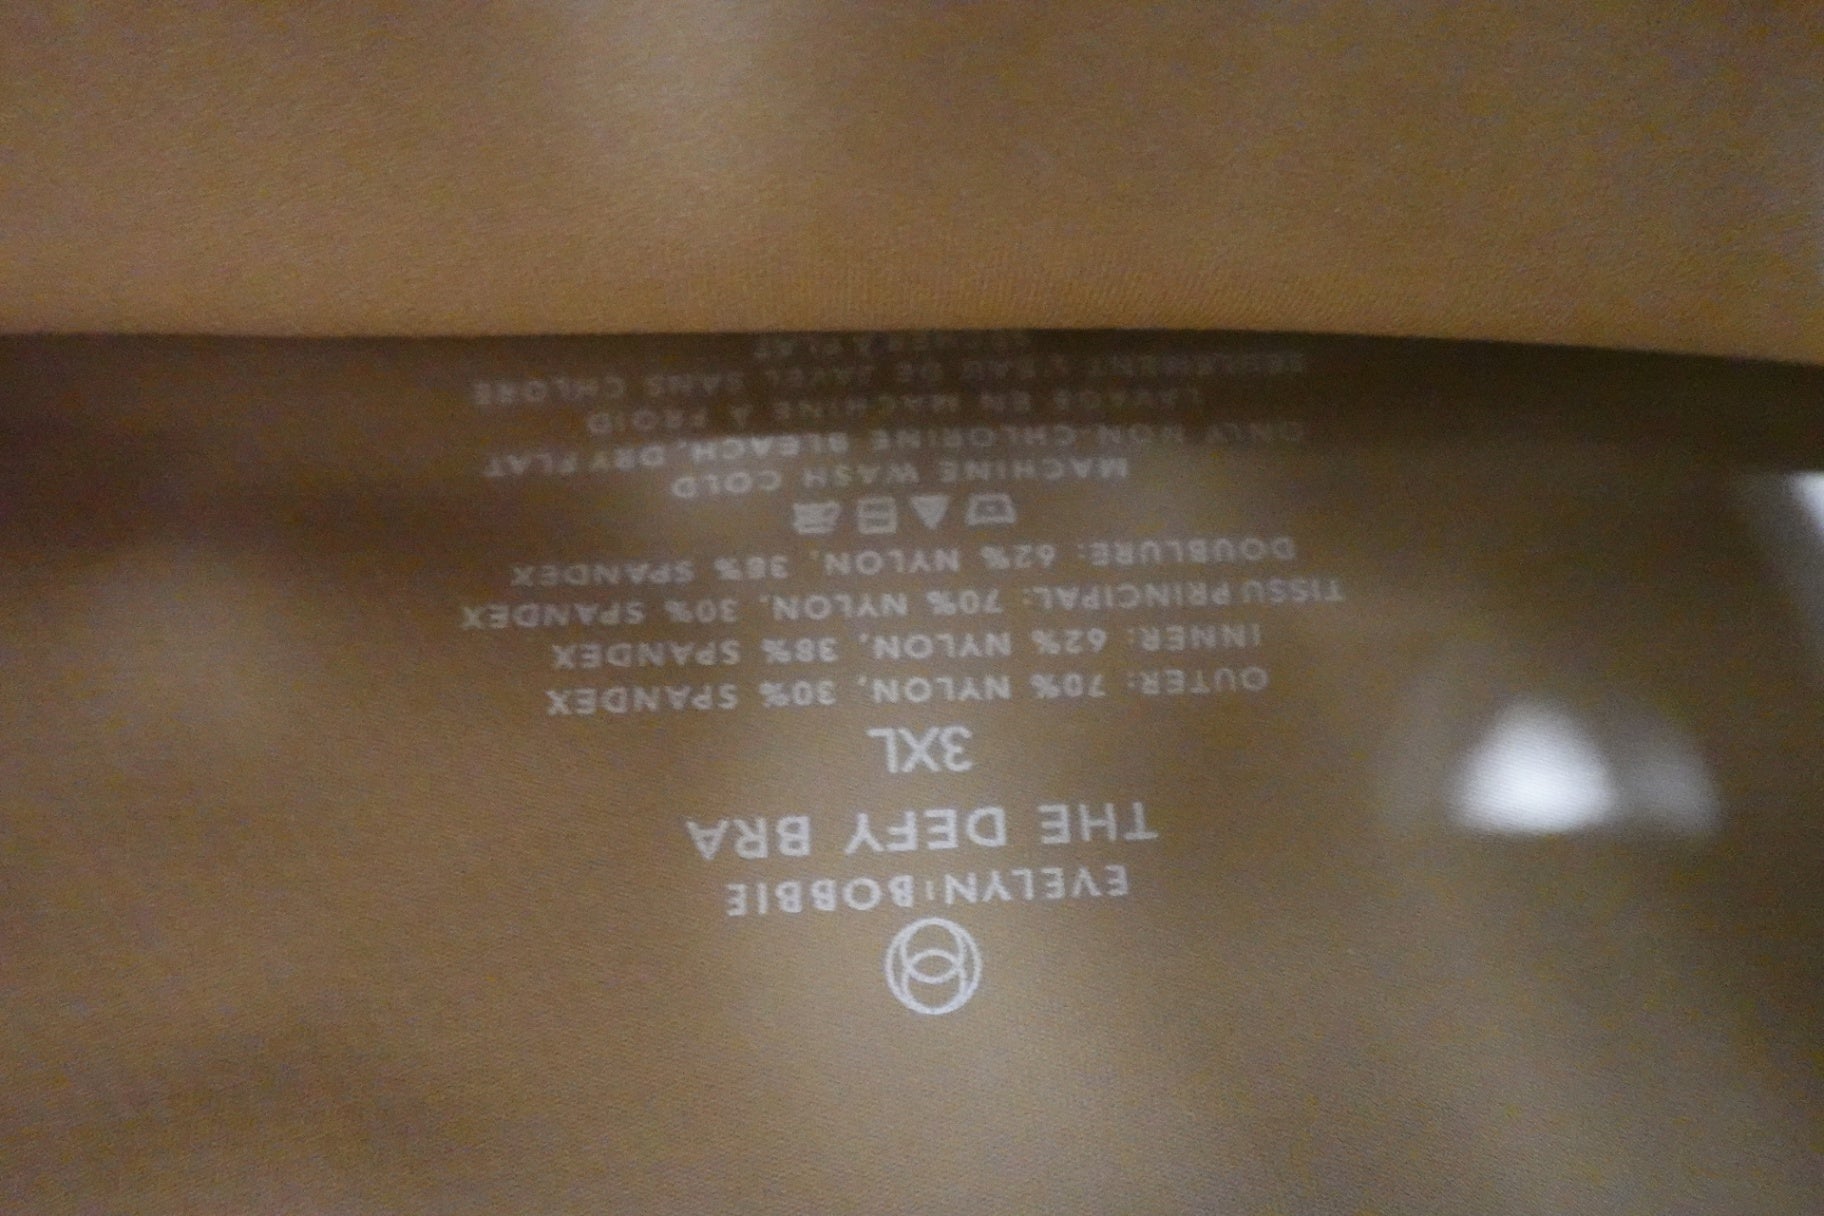 EVELYN|BOBBIE
THE DEFY BRA
3XL
OUTER: 70% NYLON, 30% SPANDEX
INNER: 62% NYLON, 38% SPANDEX
TISSU PRINCIPAL: 70% NYLON, 30% SPANDEX
DOUBLURE: 62% NYLON, 38% SPANDEX
MACHINE WASH COLD
ONLY NON-CHLORINE BLEACH, DRY FLAT
LAVAGE EN MACHINE À FROID
SEULEMENT L'EAU DE JAVEL SANS CHLORE
À PLAT